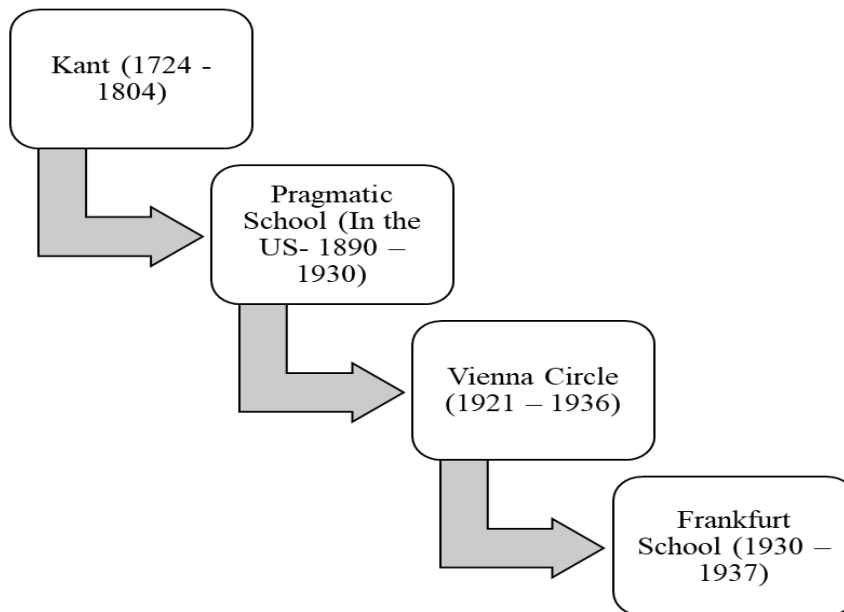 Kant (1724 -
1804)
Pragmatic
School (In the
US- 1890 –
1930)
Vienna Circle
(1921 – 1936)
Frankfurt
School (1930 –
1937)